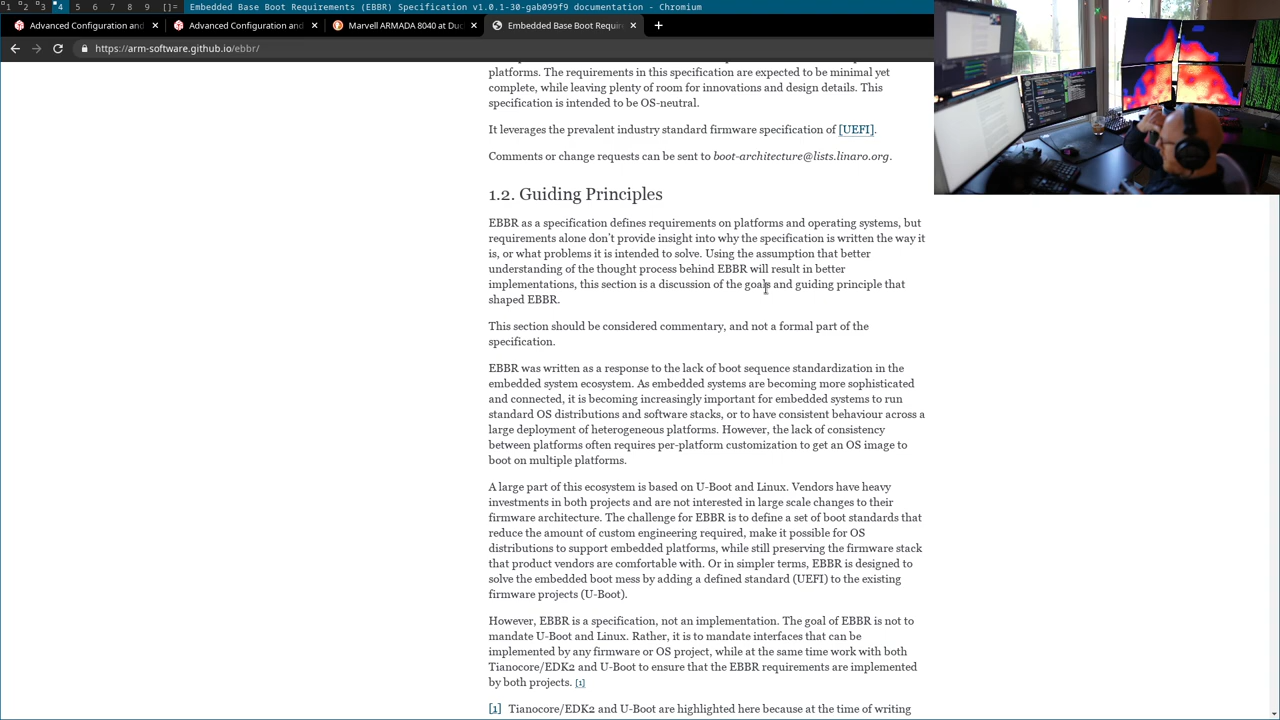 1 2 3 4 5 6 7 8 9 []= Embedded Base Boot Requirements (EBBR) Specification v1.0.1-30-gab099f9 documentation - Chromium
Advanced Configuration and × Advanced Configuration and × Marvell ARMADA 8040 at Duc × Embedded Base Boot Requir × +
https://arm-software.github.io/ebbr/
platforms. The requirements in this specification are expected to be minimal yet
complete, while leaving plenty of room for innovations and design details. This
specification is intended to be OS-neutral.
It leverages the prevalent industry standard firmware specification of [UEFI].
Comments or change requests can be sent to boot-architecture@lists.linaro.org.
1.2. Guiding Principles
EBBR as a specification defines requirements on platforms and operating systems, but
requirements alone don't provide insight into why the specification is written the way it
is, or what problems it is intended to solve. Using the assumption that better
understanding of the thought process behind EBBR will result in better
implementations, this section is a discussion of the goals and guiding principle that
shaped EBBR.
This section should be considered commentary, and not a formal part of the
specification.
EBBR was written as a response to the lack of boot sequence standardization in the
embedded system ecosystem. As embedded systems are becoming more sophisticated
and connected, it is becoming increasingly important for embedded systems to run
standard OS distributions and software stacks, or to have consistent behaviour across a
large deployment of heterogeneous platforms. However, the lack of consistency
between platforms often requires per-platform customization to get an OS image to
boot on multiple platforms.
A large part of this ecosystem is based on U-Boot and Linux. Vendors have heavy
investments in both projects and are not interested in large scale changes to their
firmware architecture. The challenge for EBBR is to define a set of boot standards that
reduce the amount of custom engineering required, make it possible for OS
distributions to support embedded platforms, while still preserving the firmware stack
that product vendors are comfortable with. Or in simpler terms, EBBR is designed to
solve the embedded boot mess by adding a defined standard (UEFI) to the existing
firmware projects (U-Boot).
However, EBBR is a specification, not an implementation. The goal of EBBR is not to
mandate U-Boot and Linux. Rather, it is to mandate interfaces that can be
implemented by any firmware or OS project, while at the same time work with both
Tianocore/EDK2 and U-Boot to ensure that the EBBR requirements are implemented
by both projects. [1]
[1] Tianocore/EDK2 and U-Boot are highlighted here because at the time of writing